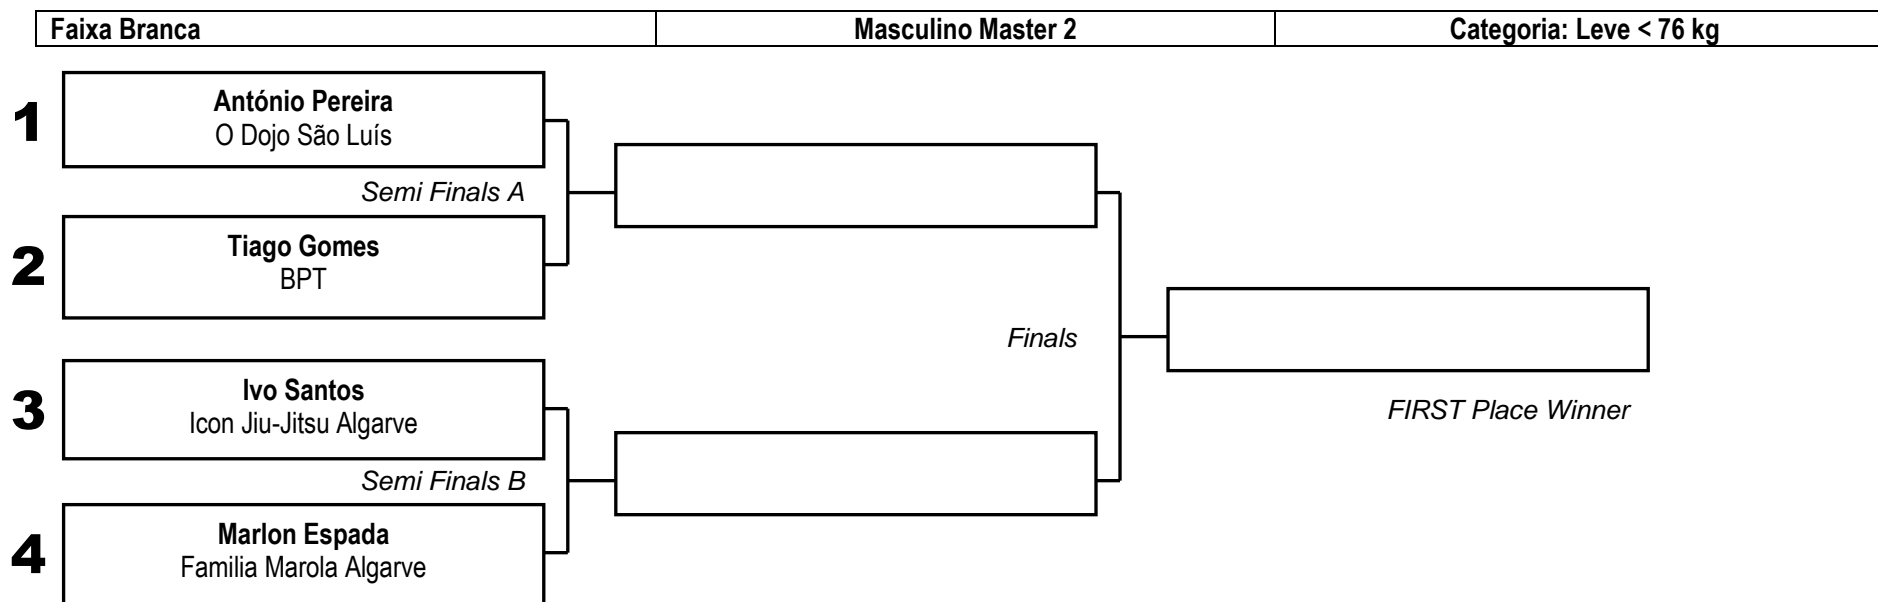 Faixa Branca
Masculino Master 2
Categoria: Leve < 76 kg
1
António Pereira
O Dojo São Luís
Semi Finals A
2
Tiago Gomes
BPT
Finals
3
Ivo Santos
Icon Jiu-Jitsu Algarve
FIRST Place Winner
Semi Finals B
4
Marlon Espada
Familia Marola Algarve